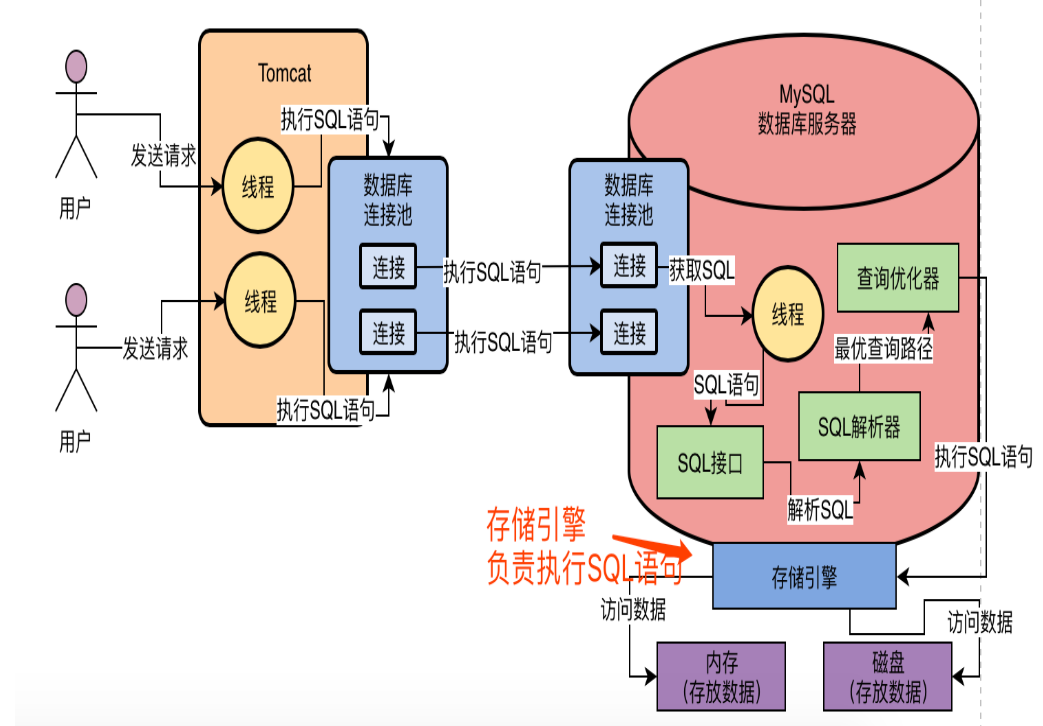 Tomcat
执行SQL语句
发送请求
线程
用户
数据库
连接池
连接
执行SQL语句
连接
执行SQL语句
线程
发送请求
用户
执行SQL语句
MySQL
数据库服务器
数据库
连接池
连接
获取SQL
连接
线程
查询优化器
最优查询路径
SQL语句
SQL接口
SQL解析器
解析SQL
执行SQL语句
存储引擎
负责执行SQL语句
存储引擎
访问数据
访问数据
内存
(存放数据)
磁盘
(存放数据)